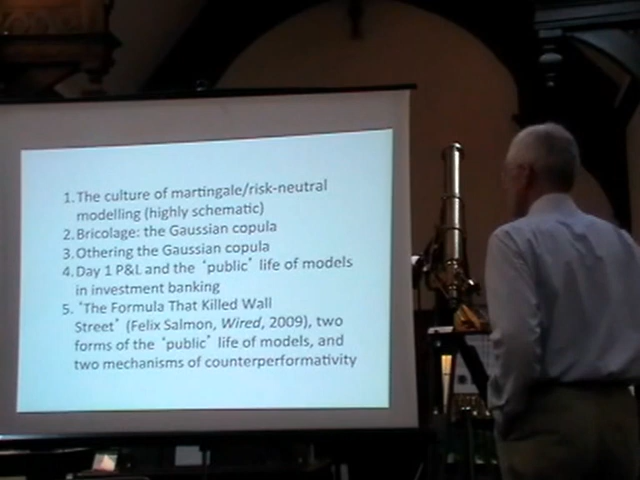 1. The culture of martingale/risk-neutral
modelling (highly schematic)
2. Bricolage: the Gaussian copula
3. Othering the Gaussian copula
4. Day 1 P&L and the 'public' life of models
in investment banking
5. 'The Formula That Killed Wall
Street' (Felix Salmon, Wired, 2009), two
forms of the 'public' life of models, and
two mechanisms of counterperformativity